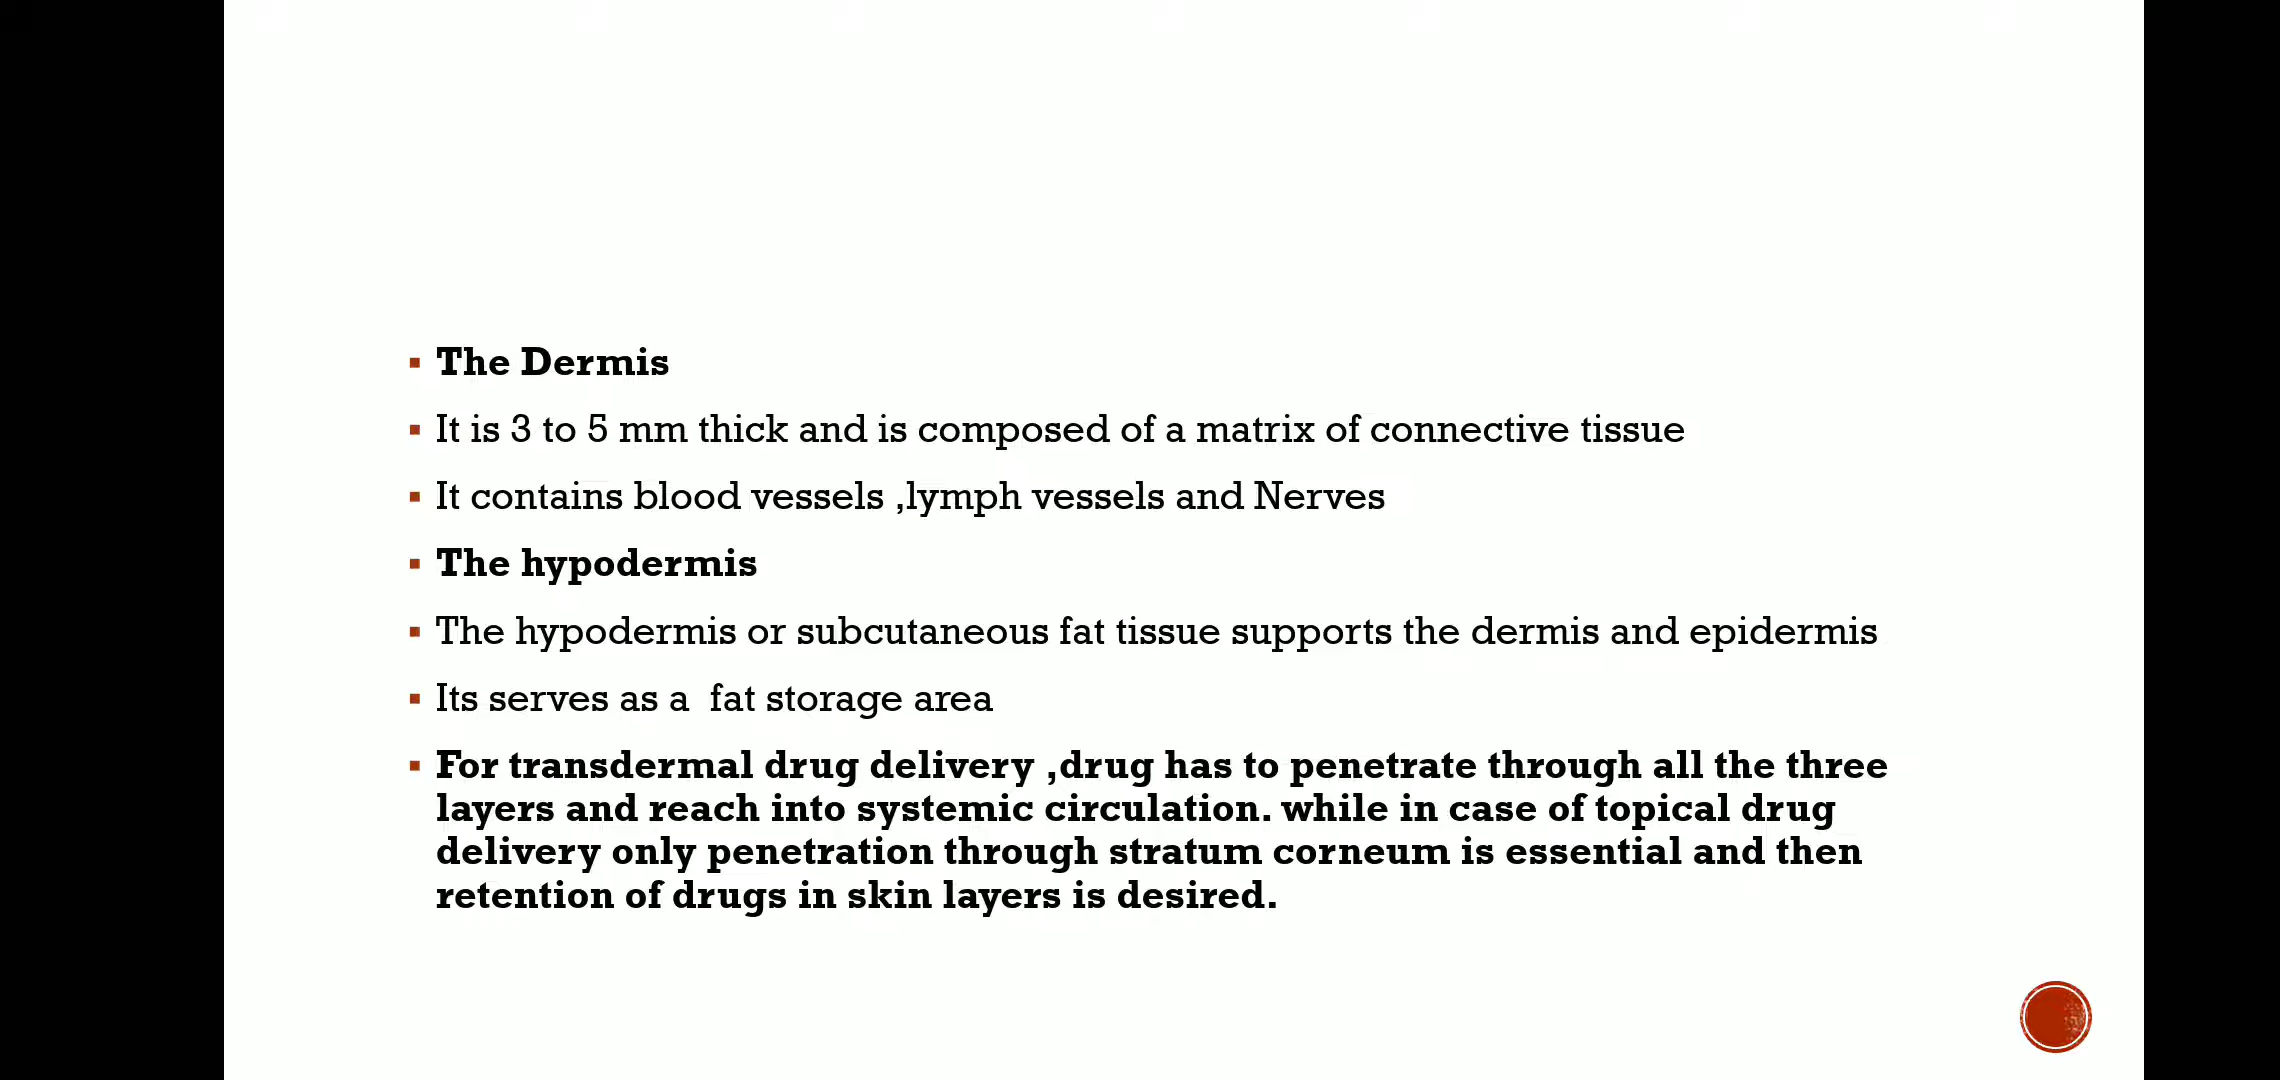 The Dermis
It is 3 to 5 mm thick and is composed of a matrix of connective tissue
It contains blood vessels ,lymph vessels and Nerves
The hypodermis
The hypodermis or subcutaneous fat tissue supports the dermis and epidermis
Its serves as a  fat storage area
For transdermal drug delivery ,drug has to penetrate through all the three
layers and reach into systemic circulation. while in case of topical drug
delivery only penetration through stratum corneum is essential and then
retention of drugs in skin layers is desired.